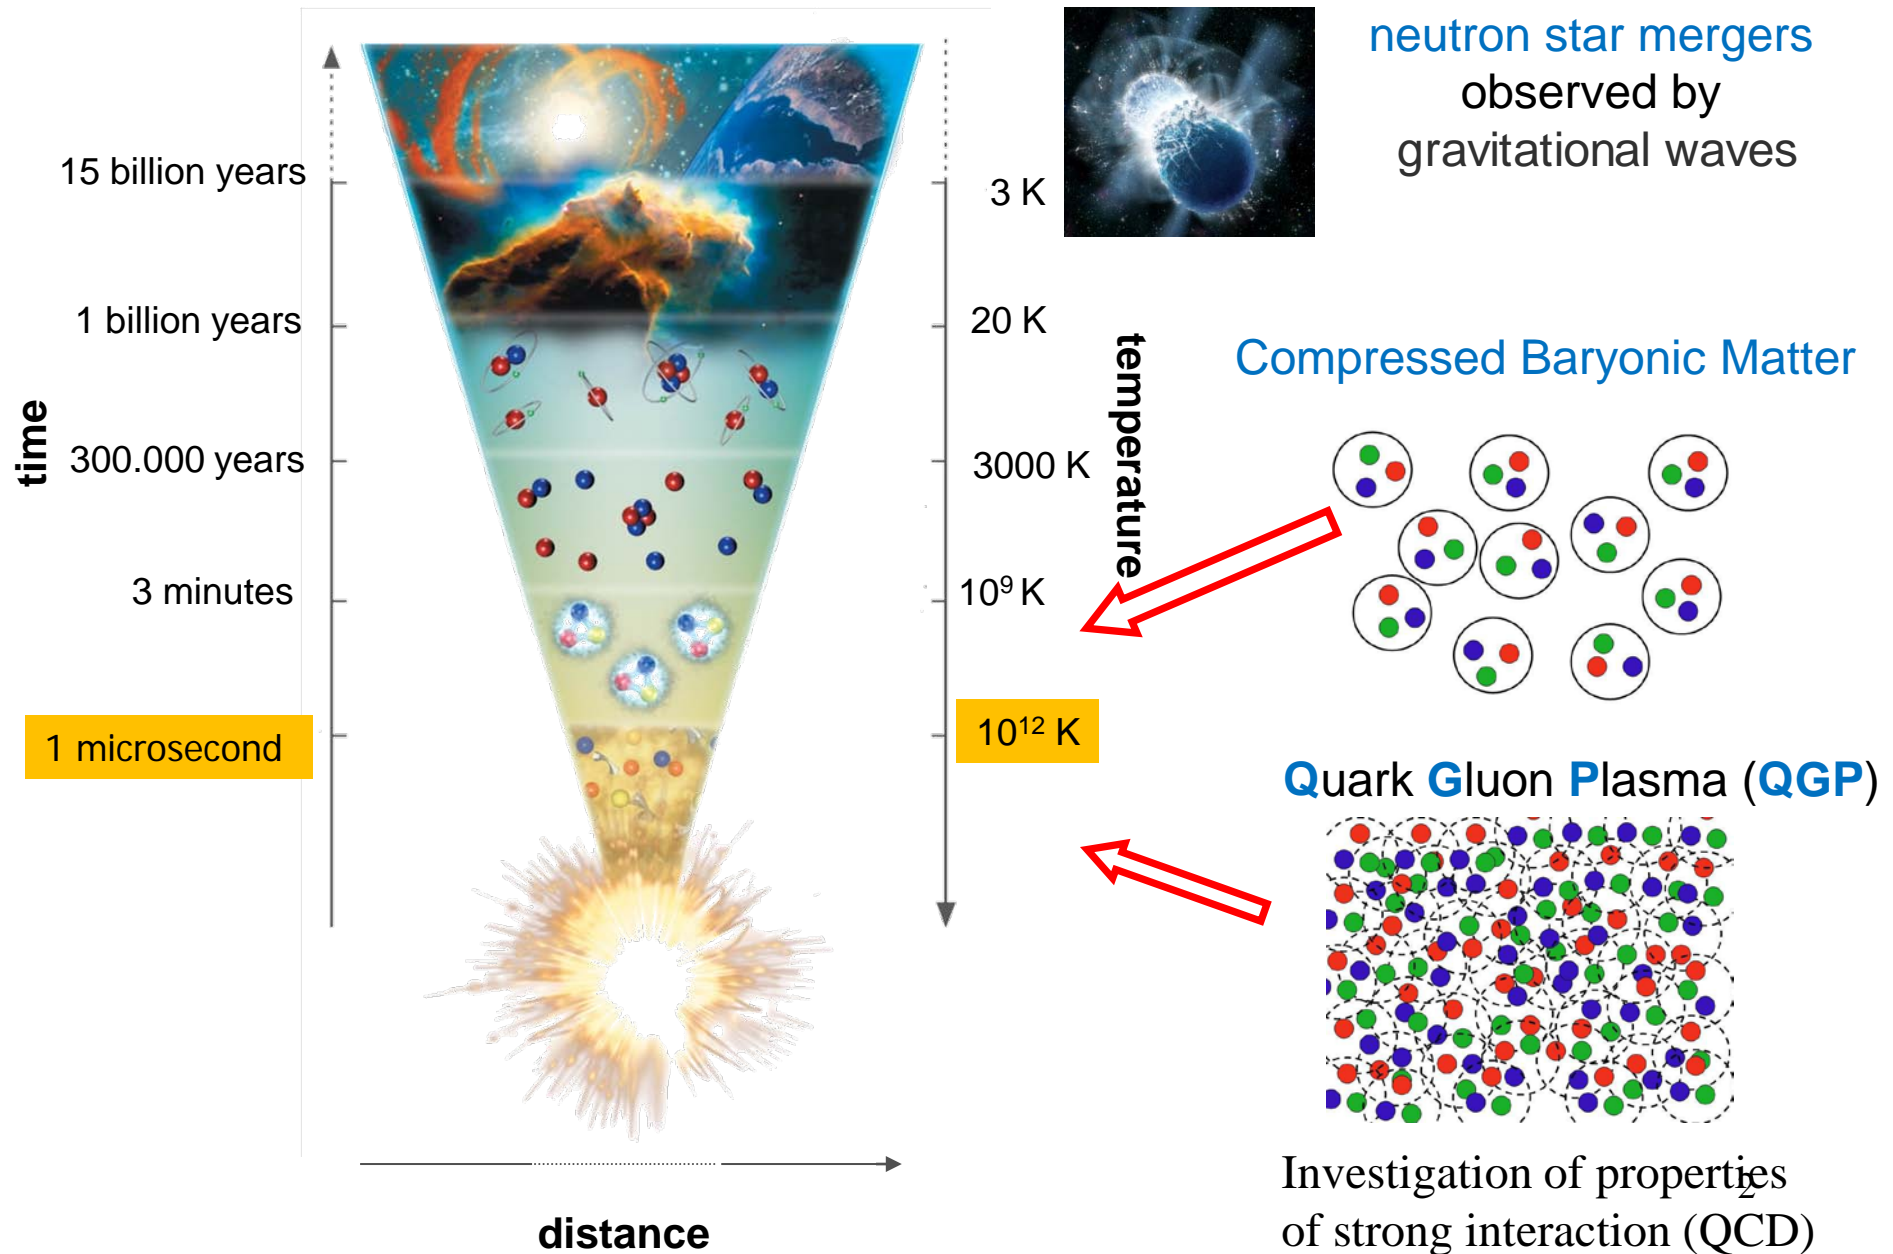 neutron star mergers
observed by
gravitational waves
15 billion years
3 K
1 billion years
20 K
temperature
Compressed Baryonic Matter
time
300.000 years
3000 K
3 minutes
10⁹ K
1 microsecond
10¹² K
Quark Gluon Plasma (QGP)
distance
Investigation of properties
2
of strong interaction (QCD)